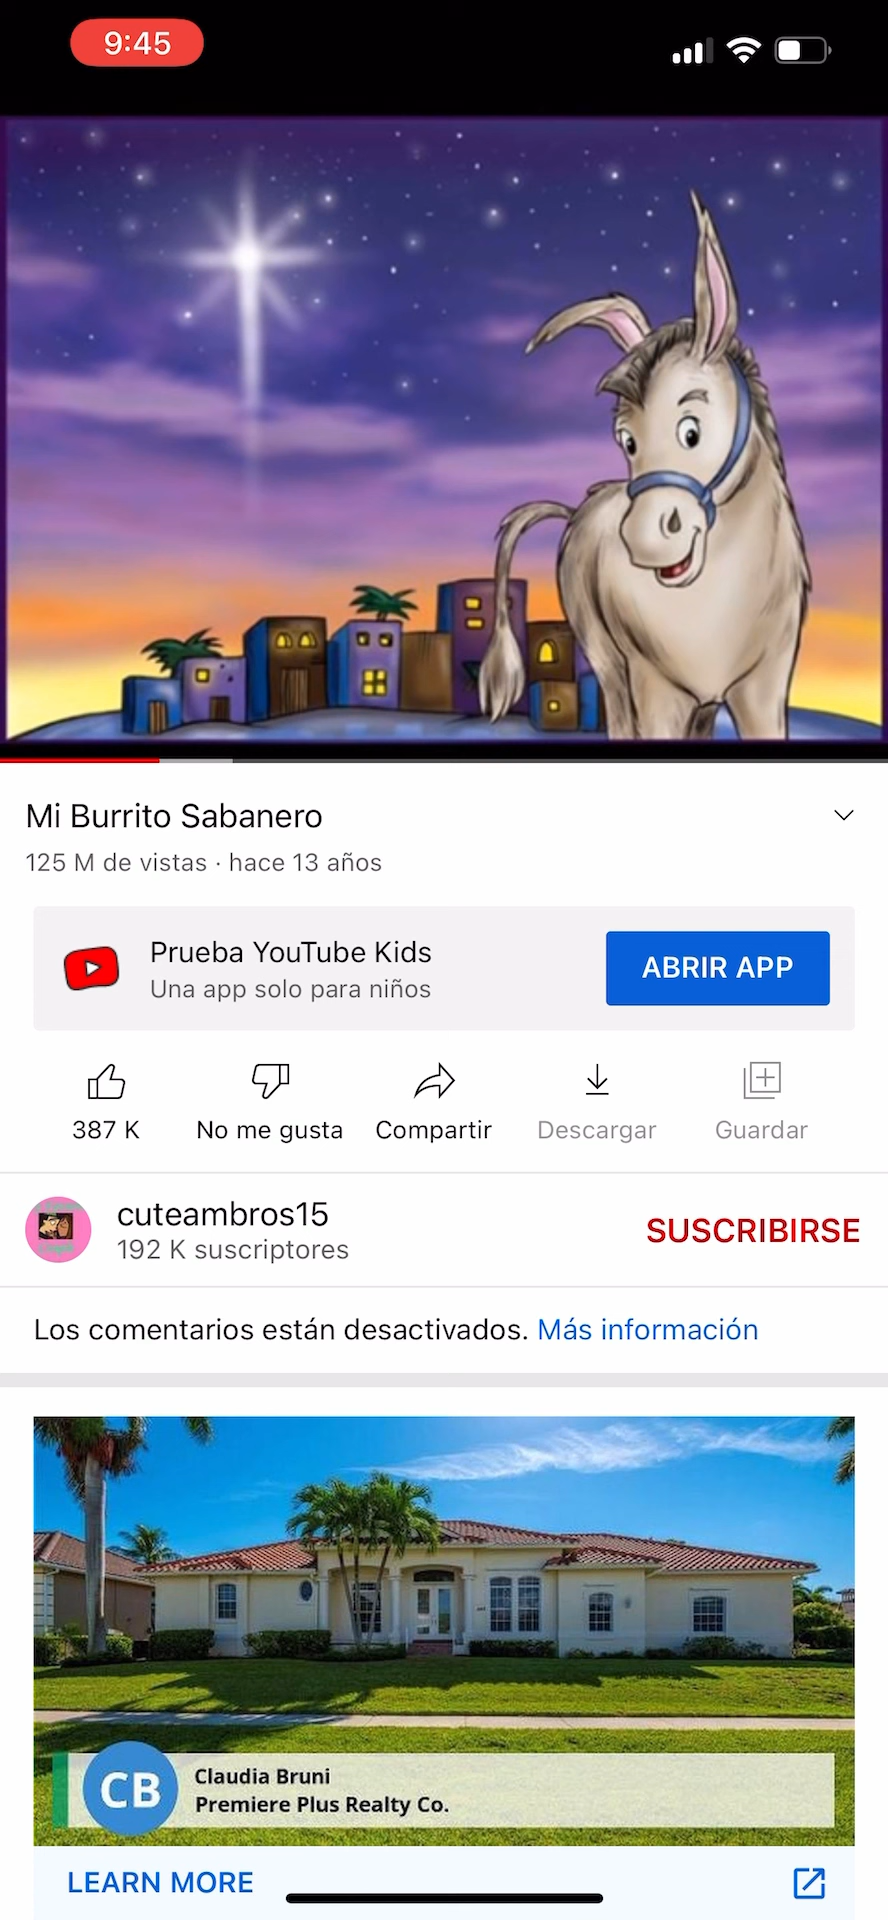 9:45
Mi Burrito Sabanero
125 M de vistas · hace 13 años
Prueba YouTube Kids
Una app solo para niños
ABRIR APP
387 K
No me gusta
Compartir
Descargar
Guardar
cuteambros15
192 K suscriptores
SUSCRIBIRSE
Los comentarios están desactivados. Más información
CB
Claudia Bruni
Premiere Plus Realty Co.
LEARN MORE